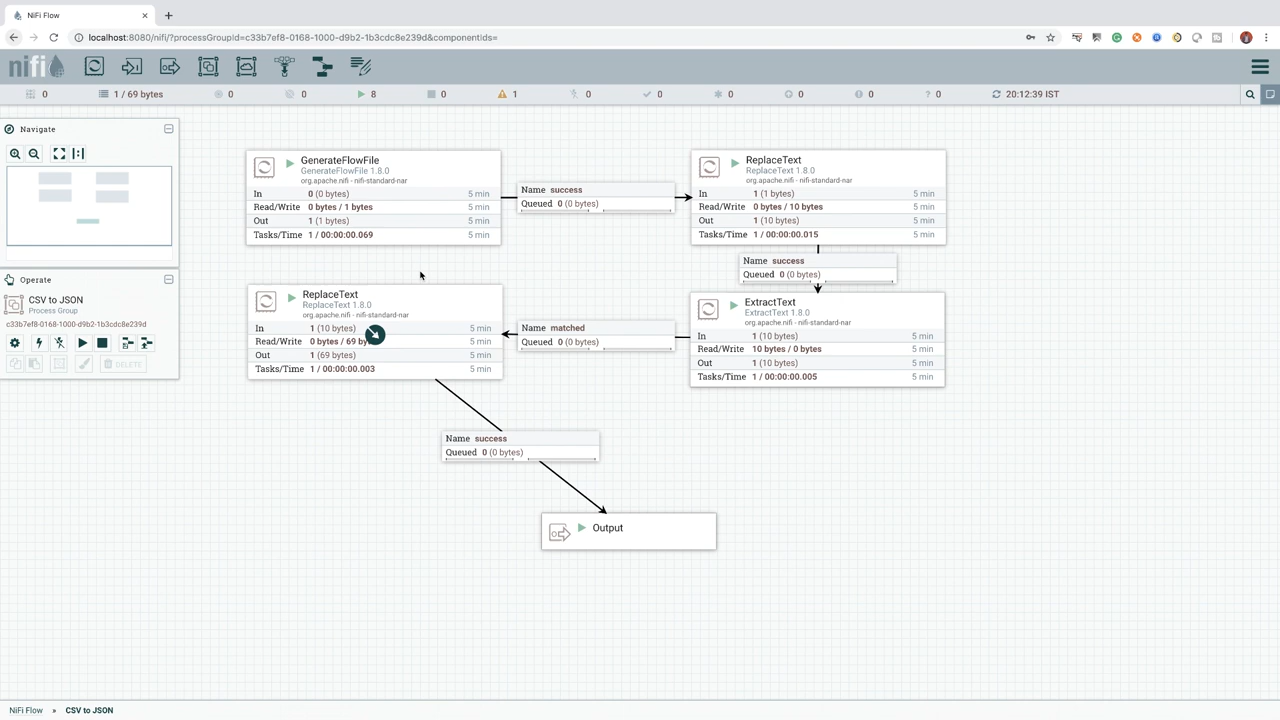 NiFi Flow
localhost:8080/nifi/?processGroupId=c33b7ef8-0168-1000-d9b2-1b3cdc8e239d&componentIds=
nifi
0 1 / 69 bytes 0 0 8 0 1 0 0 0 0 0 0 20:12:39 IST
Navigate
Operate
CSV to JSON
Process Group
c33b7ef8-0168-1000-d9b2-1b3cdc8e239d
DELETE
GenerateFlowFile
GenerateFlowFile 1.8.0
org.apache.nifi - nifi-standard-nar
In 0 (0 bytes) 5 min
Read/Write 0 bytes / 1 bytes 5 min
Out 1 (1 bytes) 5 min
Tasks/Time 1 / 00:00:00.069 5 min
Name success
Queued 0 (0 bytes)
ReplaceText
ReplaceText 1.8.0
org.apache.nifi - nifi-standard-nar
In 1 (1 bytes) 5 min
Read/Write 0 bytes / 10 bytes 5 min
Out 1 (10 bytes) 5 min
Tasks/Time 1 / 00:00:00.015 5 min
Name success
Queued 0 (0 bytes)
ReplaceText
ReplaceText 1.8.0
org.apache.nifi - nifi-standard-nar
In 1 (10 bytes) 5 min
Read/Write 0 bytes / 69 5 min
Out 1 (69 bytes) 5 min
Tasks/Time 1 / 00:00:00.003 5 min
Name matched
Queued 0 (0 bytes)
ExtractText
ExtractText 1.8.0
org.apache.nifi - nifi-standard-nar
In 1 (10 bytes) 5 min
Read/Write 10 bytes / 0 bytes 5 min
Out 1 (10 bytes) 5 min
Tasks/Time 1 / 00:00:00.005 5 min
Name success
Queued 0 (0 bytes)
Output
NiFi Flow » CSV to JSON